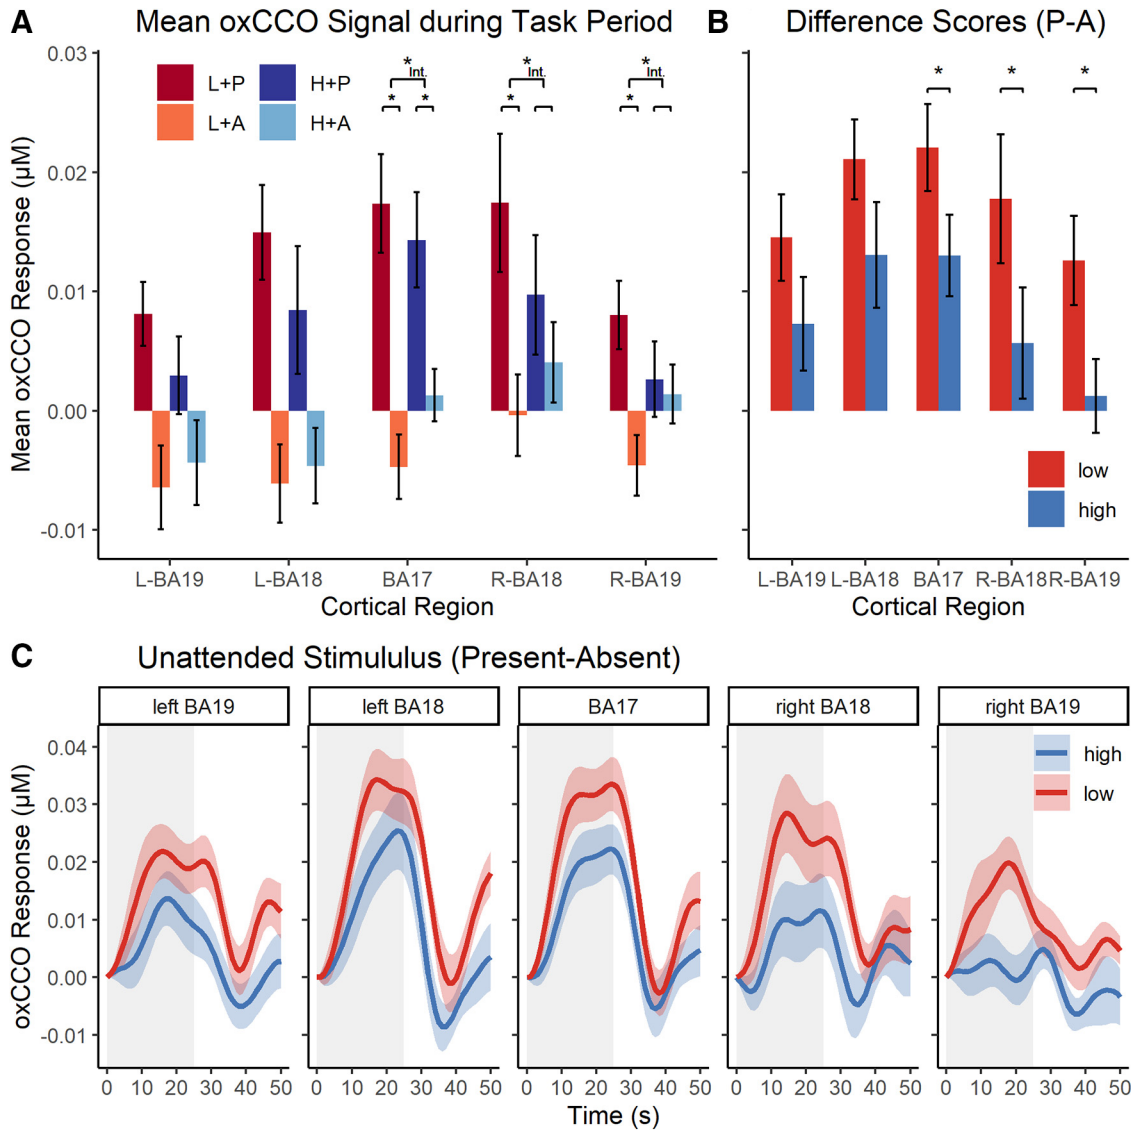 A Mean oxCCO Signal during Task Period
B Difference Scores (P-A)
0.03
0.02
0.01
0.00
-0.01
Mean oxCCO Response (µM)
L+P H+P
L+A H+A
* * *
Int. Int. Int.
* * * *
* * *
low
high
L-BA19 L-BA18 BA17 R-BA18 R-BA19
Cortical Region
L-BA19 L-BA18 BA17 R-BA18 R-BA19
Cortical Region
C Unattended Stimululus (Present-Absent)
left BA19 left BA18 BA17 right BA18 right BA19
0.04
0.03
0.02
0.01
0.00
-0.01
oxCCO Response (µM)
high
low
0 10 20 30 40 50 0 10 20 30 40 50 0 10 20 30 40 50 0 10 20 30 40 50 0 10 20 30 40 50
Time (s)